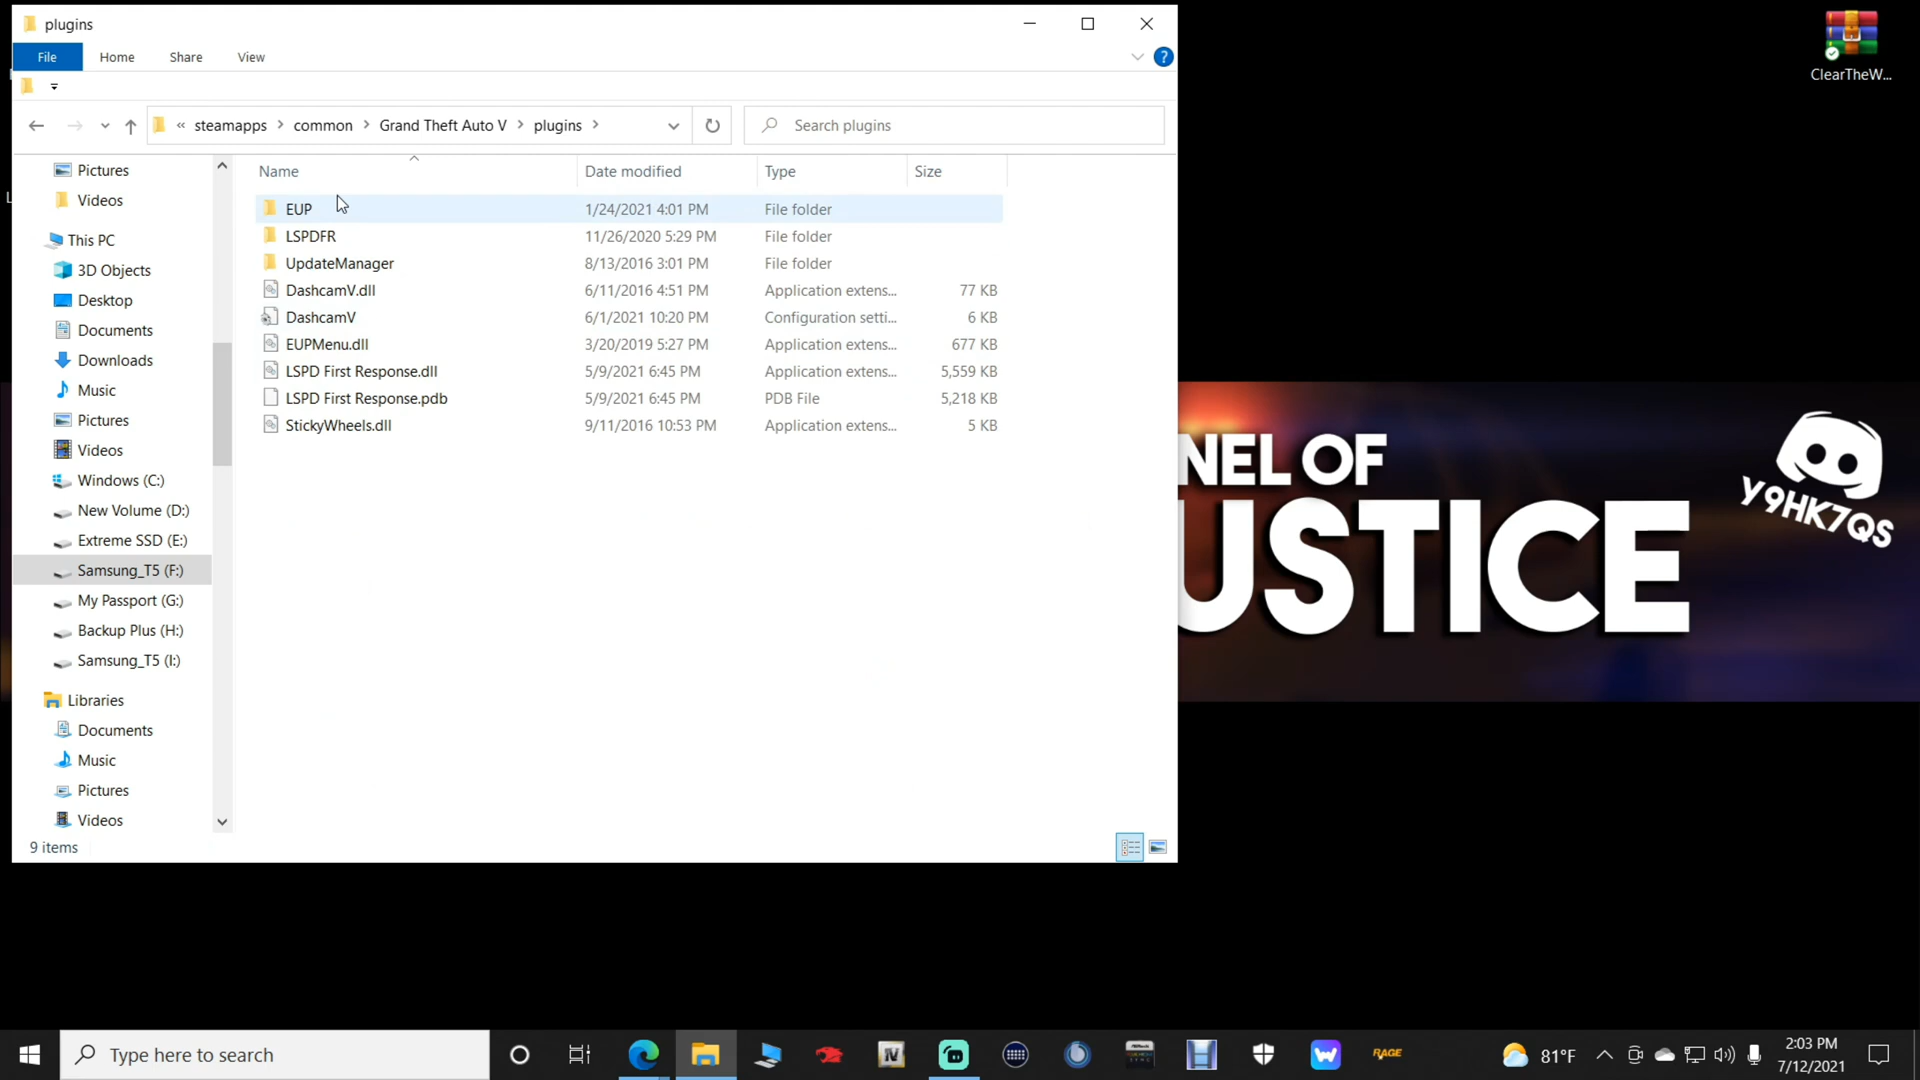 plugins
File
Home
Share
View
« steamapps > common > Grand Theft Auto V > plugins >
Search plugins
Name
Date modified
Type
Size
EUP 1/24/2021 4:01 PM File folder
LSPDFR 11/26/2020 5:29 PM File folder
UpdateManager 8/13/2016 3:01 PM File folder
DashcamV.dll 6/11/2016 4:51 PM Application extens... 77 KB
DashcamV 6/1/2021 10:20 PM Configuration setti... 6 KB
EUPMenu.dll 3/20/2019 5:27 PM Application extens... 677 KB
LSPD First Response.dll 5/9/2021 6:45 PM Application extens... 5,559 KB
LSPD First Response.pdb 5/9/2021 6:45 PM PDB File 5,218 KB
StickyWheels.dll 9/11/2016 10:53 PM Application extens... 5 KB
Pictures
Videos
This PC
3D Objects
Desktop
Documents
Downloads
Music
Pictures
Videos
Windows (C:)
New Volume (D:)
Extreme SSD (E:)
Samsung_T5 (F:)
My Passport (G:)
Backup Plus (H:)
Samsung_T5 (I:)
Libraries
Documents
Music
Pictures
Videos
9 items
ClearTheW...
NEL OF
USTICE
Y9HK7QS
Type here to search
IV
RAGE
81°F
2:03 PM
7/12/2021